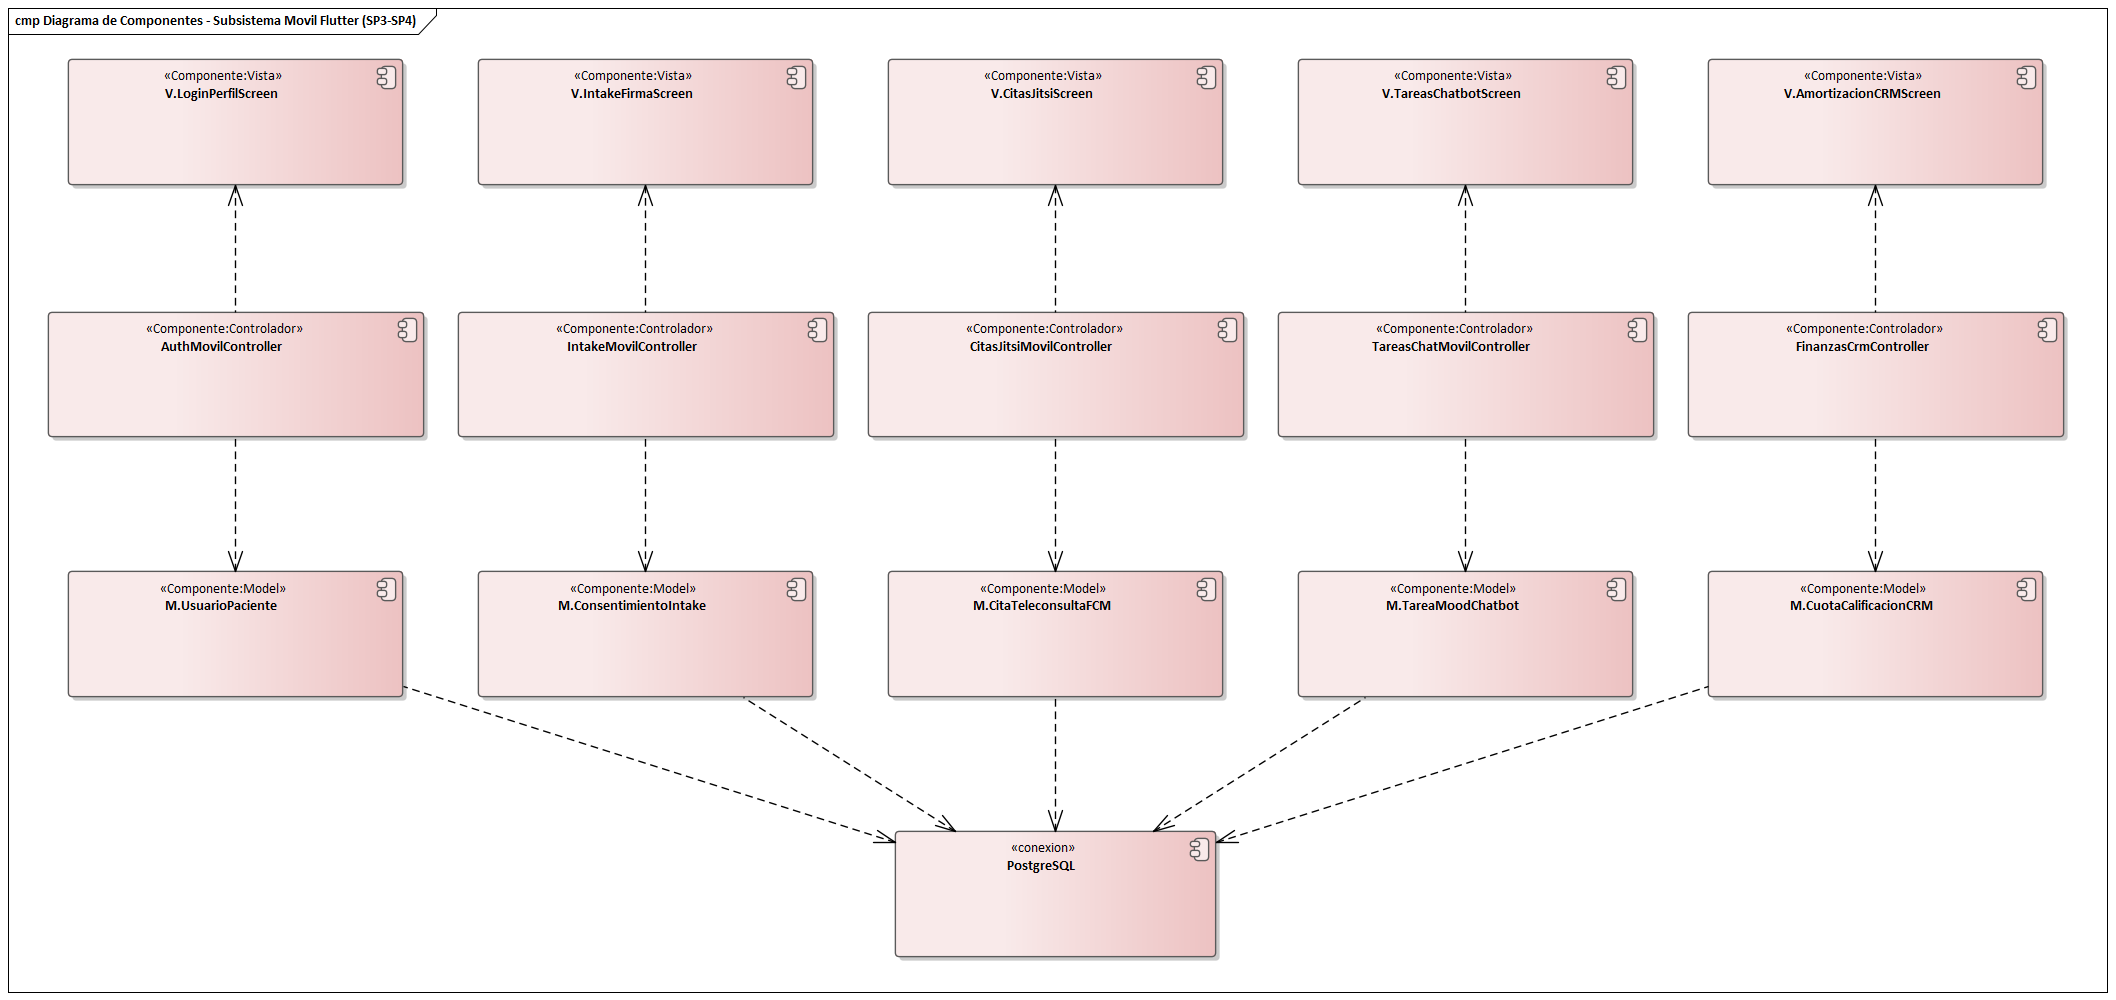 cmp Diagrama de Componentes - Subsistema Movil Flutter (SP3-SP4)
«Componente:Vista»
V.LoginPerfilScreen
«Componente:Vista»
V.IntakeFirmaScreen
«Componente:Vista»
V.CitasJitsiScreen
«Componente:Vista»
V.TareasChatbotScreen
«Componente:Vista»
V.AmortizacionCRMScreen
«Componente:Controlador»
AuthMovilController
«Componente:Controlador»
IntakeMovilController
«Componente:Controlador»
CitasJitsiMovilController
«Componente:Controlador»
TareasChatMovilController
«Componente:Controlador»
FinanzasCrmController
«Componente:Model»
M.UsuarioPaciente
«Componente:Model»
M.ConsentimientoIntake
«Componente:Model»
M.CitaTeleconsultaFCM
«Componente:Model»
M.TareaMoodChatbot
«Componente:Model»
M.CuotaCalificacionCRM
«conexion»
PostgreSQL